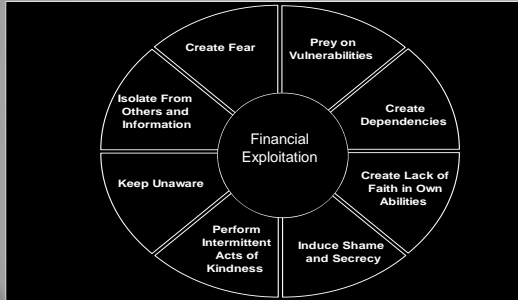 Create Fear
Prey on
Vulnerabilities
Isolate From
Others and
Information
Create
Dependencies
Financial
Exploitation
Keep Unaware
Create Lack of
Faith in Own
Abilities
Perform
Intermittent
Acts of
Kindness
Induce Shame
and Secrecy